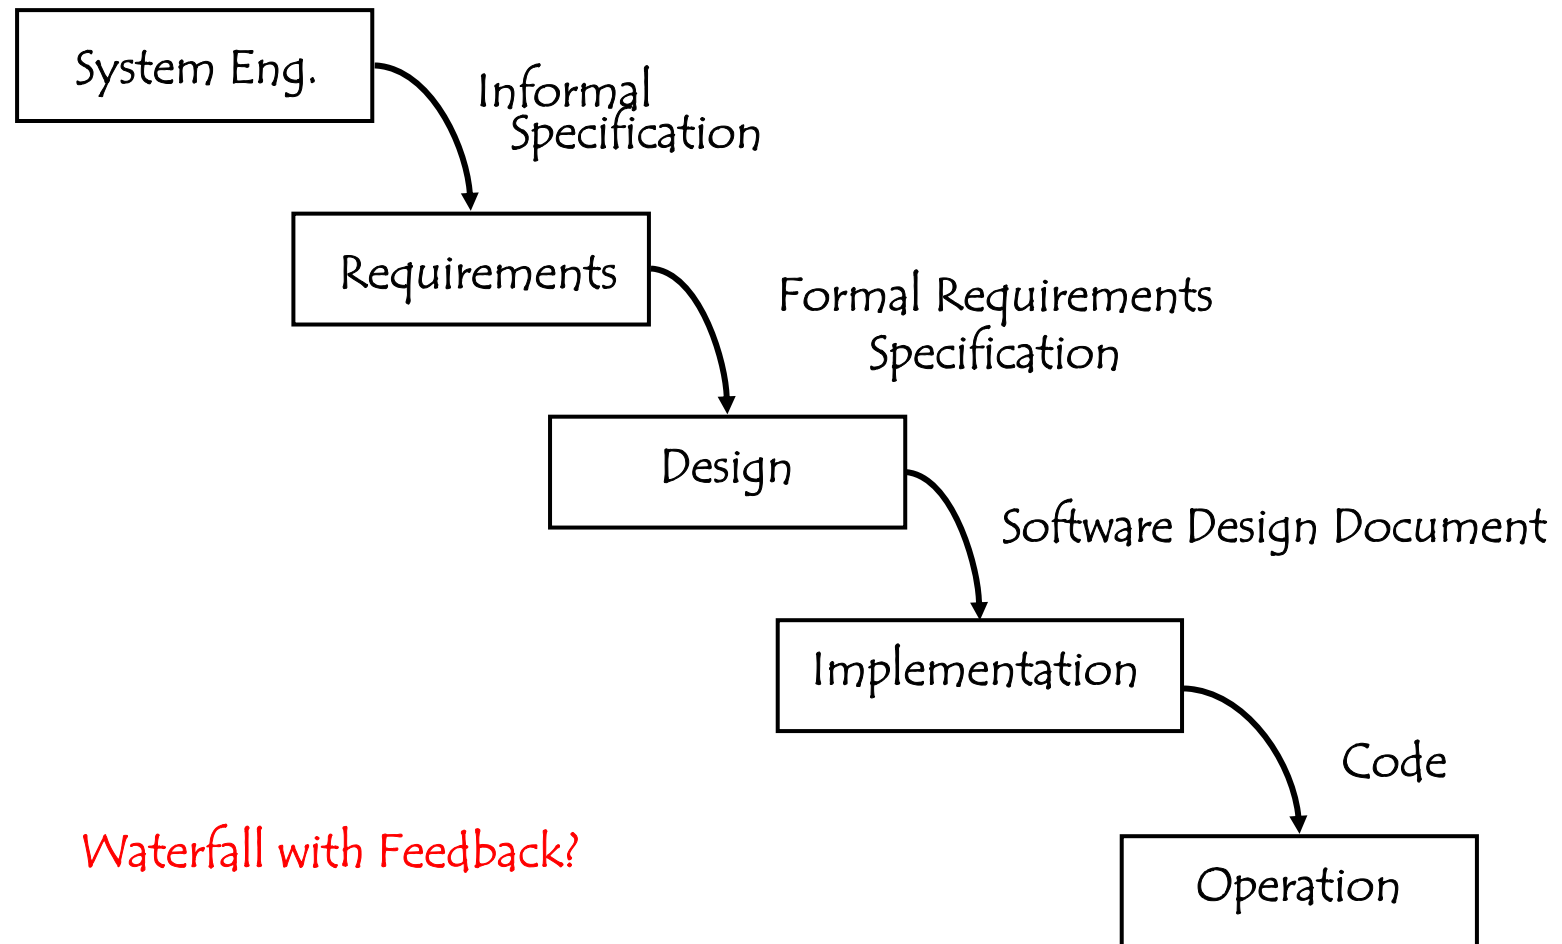 System Eng.
Informal
Specification
Requirements
Formal Requirements
Specification
Design
Software Design Document
Implementation
Code
Waterfall with Feedback?
Operation